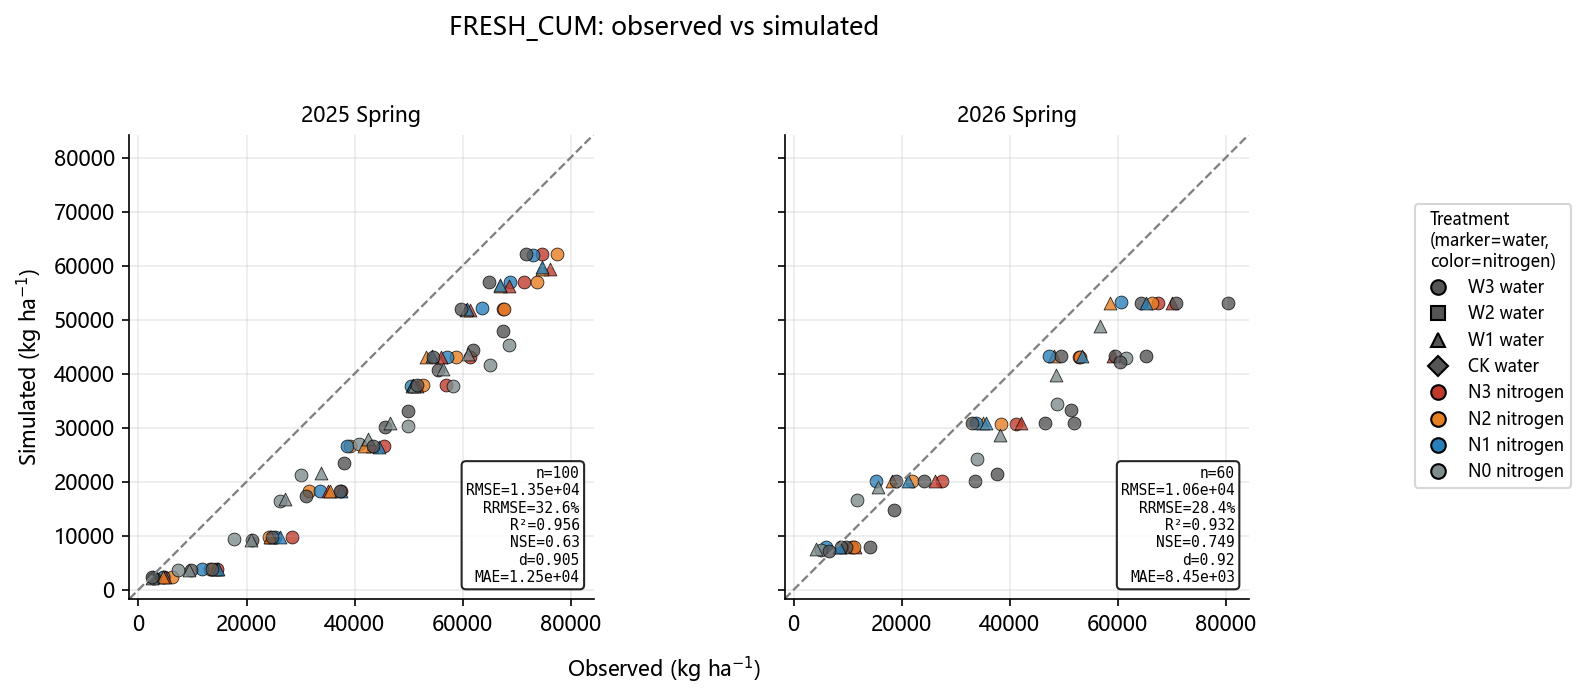 FRESH_CUM: observed vs simulated
2025 Spring
2026 Spring
80000
70000
60000
50000
40000
30000
20000
10000
0
Simulated (kg ha⁻¹)
n=100
RMSE=1.35e+04
RRMSE=32.6%
R²=0.956
NSE=0.63
d=0.905
MAE=1.25e+04
n=60
RMSE=1.06e+04
RRMSE=28.4%
R²=0.932
NSE=0.749
d=0.92
MAE=8.45e+03
0 20000 40000 60000 80000
0 20000 40000 60000 80000
Observed (kg ha⁻¹)
Treatment
(marker=water,
color=nitrogen)
W3 water
W2 water
W1 water
CK water
N3 nitrogen
N2 nitrogen
N1 nitrogen
N0 nitrogen